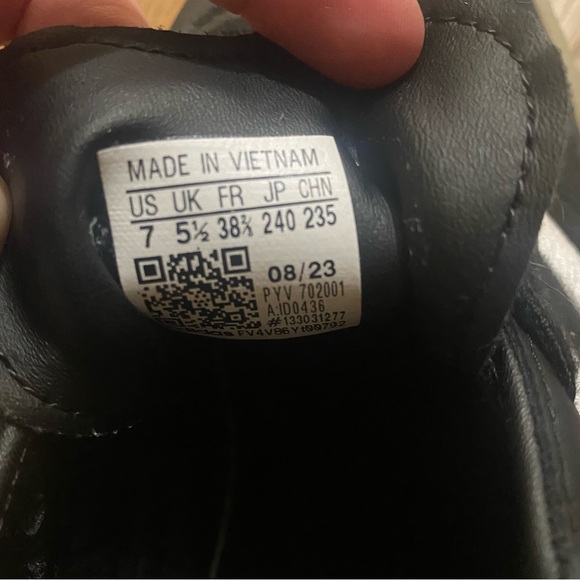 MADE IN VIETNAM
US UK FR JP CHN
7 5½ 38⅔ 240 235
08/23
PYV 702001
A:ID0436
#133031277
FV4V86Yt00792